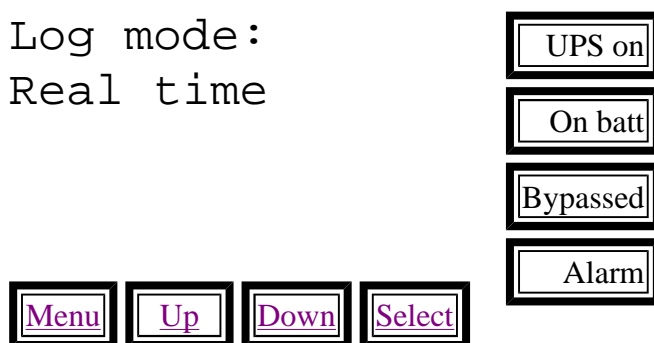 Log mode:
Real time
UPS on
On batt
Bypassed
Alarm
Menu Up Down Select